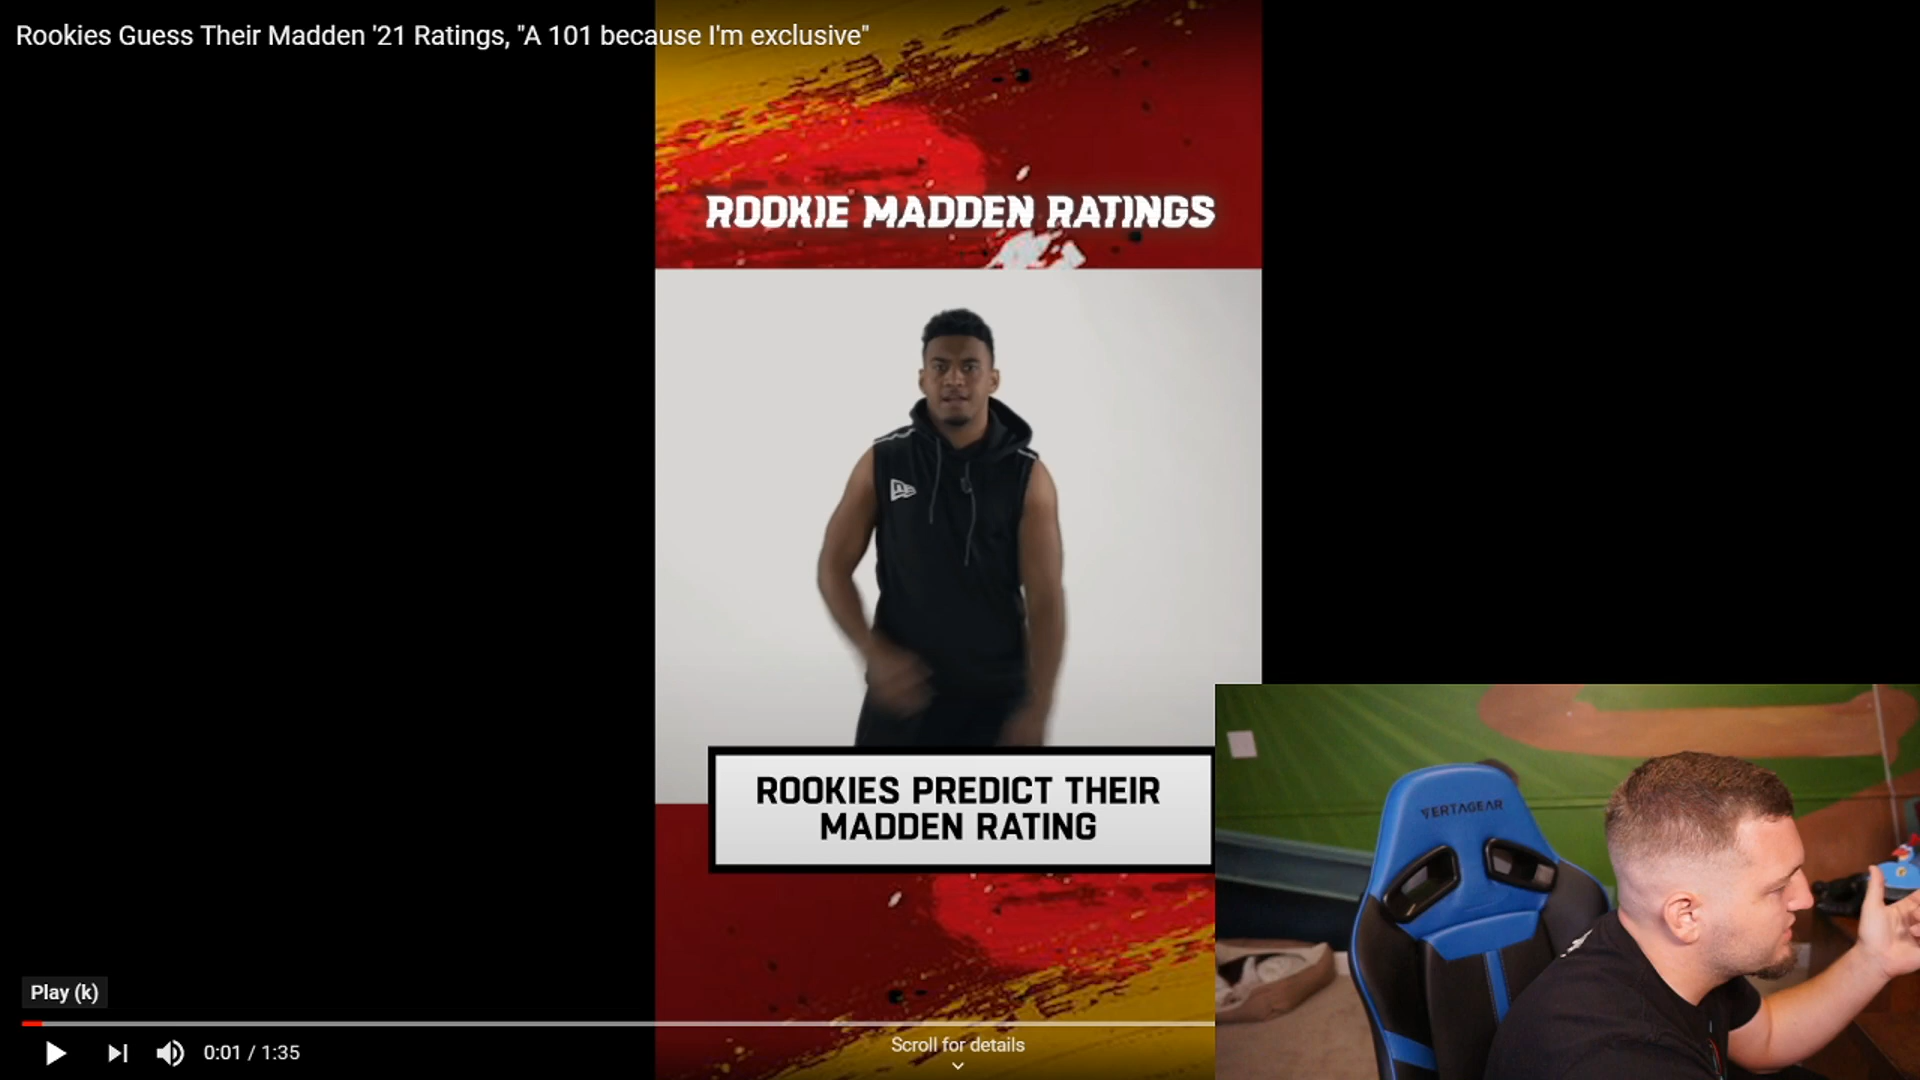 Rookies Guess Their Madden '21 Ratings, "A 101 because I'm exclusive"
ROOKIE MADDEN RATINGS
ROOKIES PREDICT THEIR
MADDEN RATING
VERTAGEAR
Play (k)
0:01 / 1:35
Scroll for details